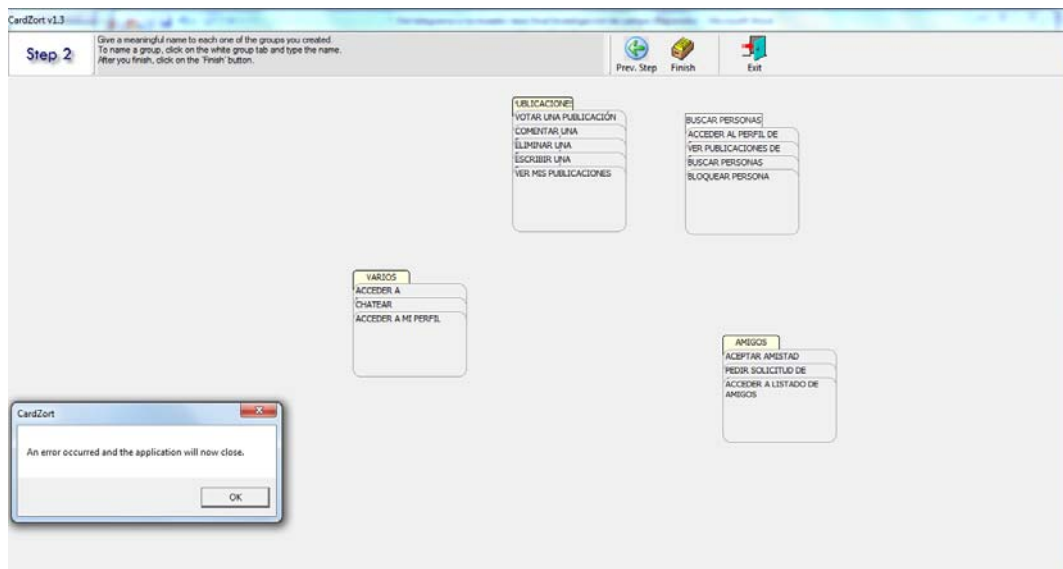 CardZort v1.3
Step 2
Give a meaningful name to each one of the groups you created.
To name a group, click on the white group tab and type the name.
After you finish, click on the 'Finish' button.
Prev. Step
Finish
Exit
UBLICACIONES
VOTAR UNA PUBLICACIÓN
COMENTAR UNA
ELIMINAR UNA
ESCRIBIR UNA
VER MIS PUBLICACIONES
BUSCAR PERSONAS
ACCEDER AL PERFIL DE
VER PUBLICACIONES DE
BUSCAR PERSONAS
BLOQUEAR PERSONA
VARIOS
ACCEDER A
CHATEAR
ACCEDER A MI PERFIL
AMIGOS
ACEPTAR AMISTAD
PEDIR SOLICITUD DE
ACCEDER A LISTADO DE
AMIGOS
CardZort
An error occurred and the application will now close.
OK